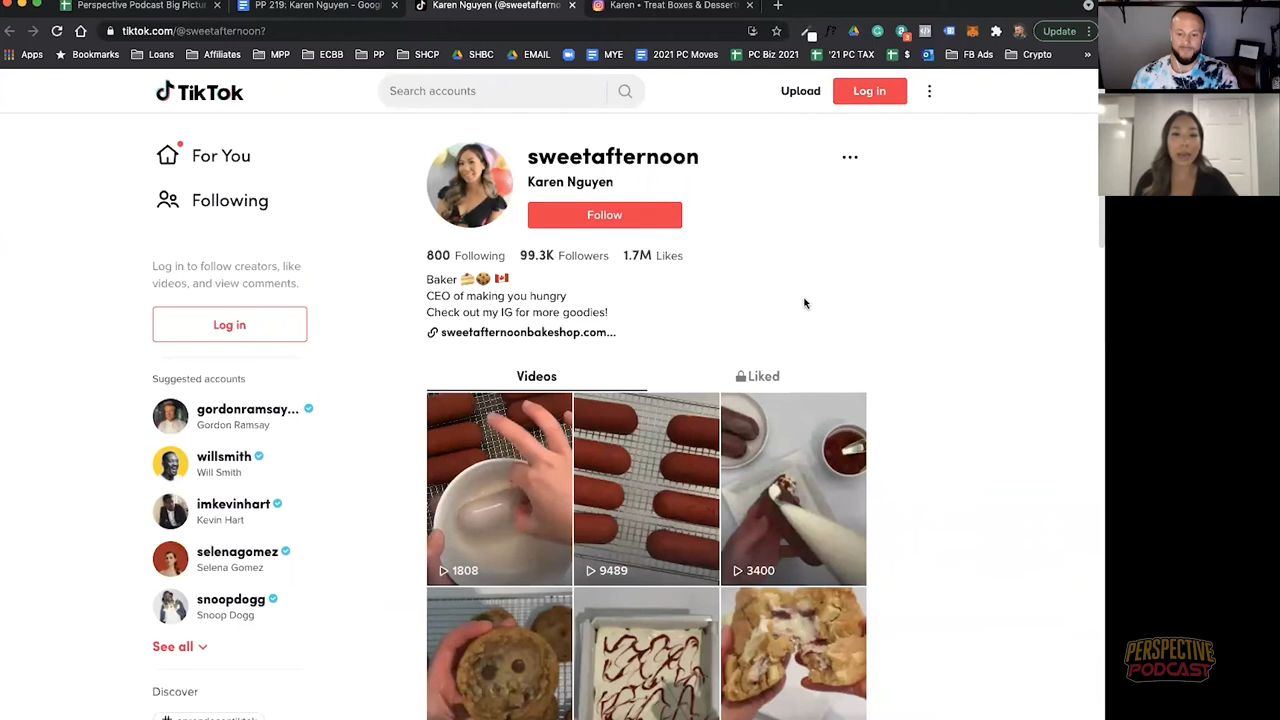 Perspective Podcast Big Pictu
PP 219: Karen Nguyen – Googl
Karen Nguyen (@sweetafterno
Karen • Treat Boxes & Dessert
tiktok.com/@sweetafternoon?
Update
Apps
Bookmarks
Loans
Affiliates
MPP
ECBB
PP
SHCP
SHM
EMAIL
MYE
2021 PC Moves
PC Biz 2021
'21 PC TAX
$
FB Ads
Crypto
»
TikTok
Search accounts
Upload
Log in
For You
Following
Log in to follow creators, like
videos, and view comments.
Log in
Suggested accounts
gordonramsay...
Gordon Ramsay
willsmith
Will Smith
imkevinhart
Kevin Hart
selenagomez
Selena Gomez
snoopdogg
Snoop Dogg
See all
Discover
sweetafternoon
Karen Nguyen
Follow
800 Following 99.3K Followers 1.7M Likes
Baker 🍰🍪🇨🇦
CEO of making you hungry
Check out my IG for more goodies!
sweetafternoonbakeshop.com...
Videos
Liked
1808
9489
3400
PERSPECTIVE
PODCAST